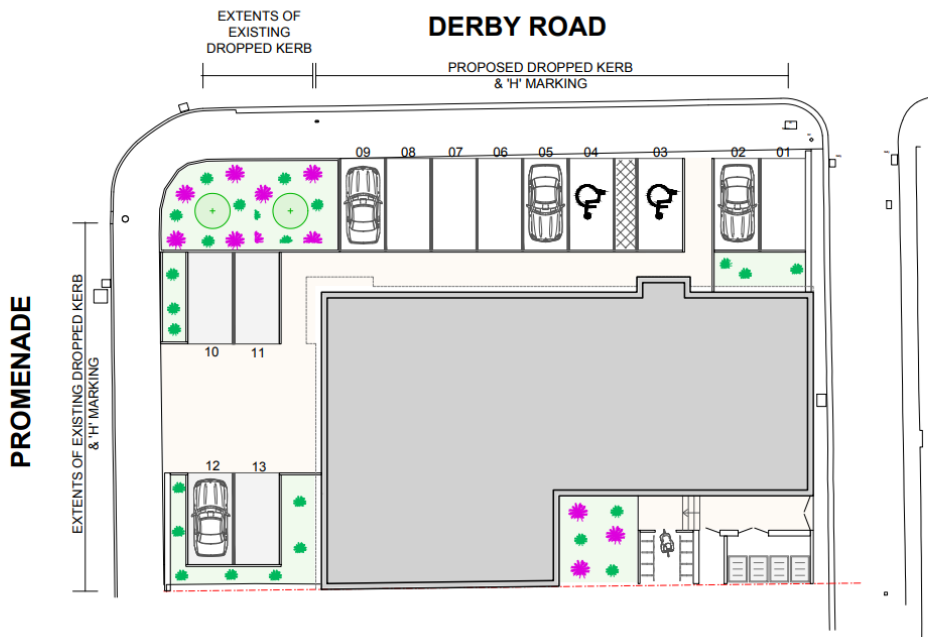 EXTENTS OF
EXISTING
DROPPED KERB
DERBY ROAD
PROPOSED DROPPED KERB
& 'H' MARKING
09 08 07 06 05 04 03 02 01
PROMENADE
EXTENTS OF EXISTING DROPPED KERB
& 'H' MARKING
10 11
12 13